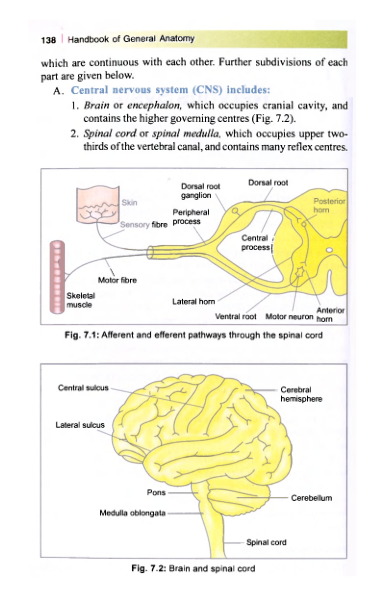 138 | Handbook of General Anatomy
which are continuous with each other. Further subdivisions of each
part are given below.
A. Central nervous system (CNS) includes:
1. Brain or encephalon, which occupies cranial cavity, and
contains the higher governing centres (Fig. 7.2).
2. Spinal cord or spinal medulla, which occupies upper two-
thirds of the vertebral canal, and contains many reflex centres.
Dorsal root
ganglion
Dorsal root
Posterior
horn
Skin
Peripheral
process
Sensory fibre
Central
process
Motor fibre
Skeletal
muscle
Lateral horn
Ventral root
Motor neuron
Anterior
horn
Fig. 7.1: Afferent and efferent pathways through the spinal cord
Central sulcus
Cerebral
hemisphere
Lateral sulcus
Pons
Cerebellum
Medulla oblongata
Spinal cord
Fig. 7.2: Brain and spinal cord